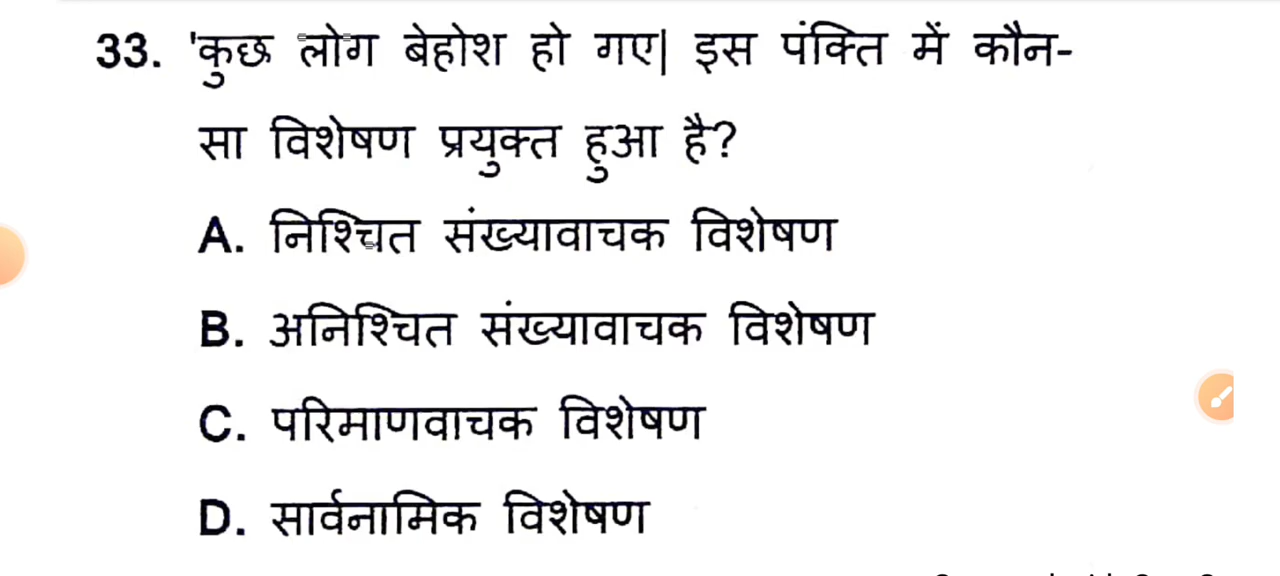 33. 'कुछ लोग बेहोश हो गए| इस पंक्ति में कौन-
सा विशेषण प्रयुक्त हुआ है?
A. निश्चित संख्यावाचक विशेषण
B. अनिश्चित संख्यावाचक विशेषण
C. परिमाणवाचक विशेषण
D. सार्वनामिक विशेषण